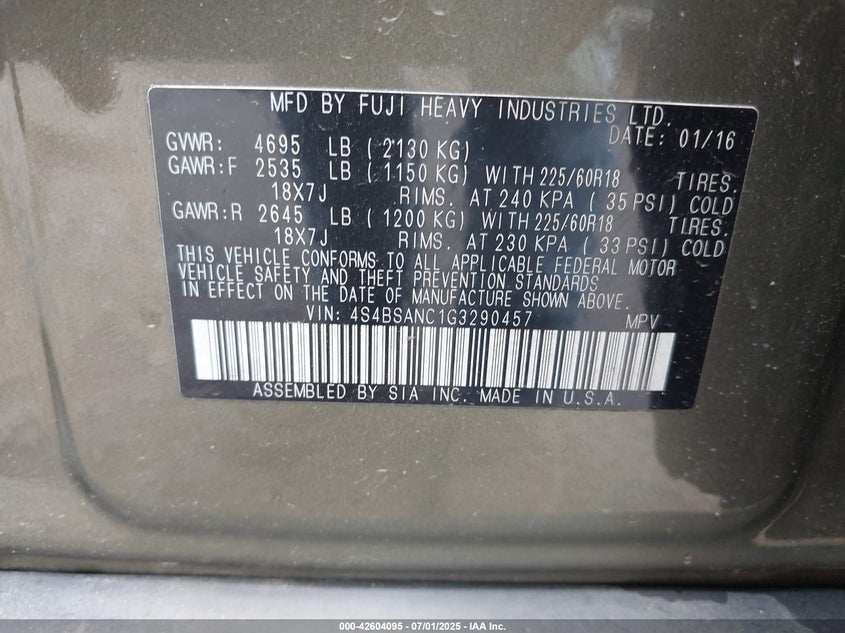 MFD BY FUJI HEAVY INDUSTRIES LTD.
DATE: 01/16
GVWR: 4695 LB ( 2130 KG)
GAWR:F 2535 LB ( 1150 KG) WITH 225/60R18 TIRES.
18X7J RIMS. AT 240 KPA ( 35 PSI) COLD
GAWR:R 2645 LB ( 1200 KG) WITH 225/60R18 TIRES.
18X7J RIMS. AT 230 KPA ( 33 PSI) COLD
THIS VEHICLE CONFORMS TO ALL APPLICABLE FEDERAL MOTOR
VEHICLE SAFETY AND THEFT PREVENTION STANDARDS
IN EFFECT ON THE DATE OF MANUFACTURE SHOWN ABOVE.
VIN: 4S4BSANC1G3290457 MPV
ASSEMBLED BY SIA INC. MADE IN U.S.A.
000-42604095 - 07/01/2025 - IAA Inc.